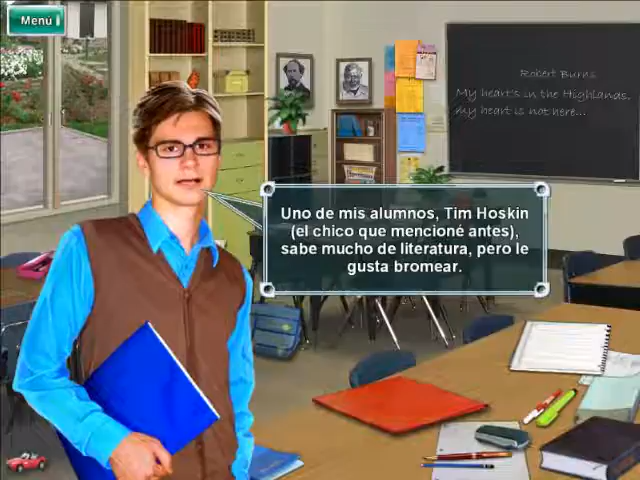 Menú
Robert Burns
My heart's in the Highlands,
my heart is not here...
Uno de mis alumnos, Tim Hoskin
(el chico que mencioné antes),
sabe mucho de literatura, pero le
gusta bromear.